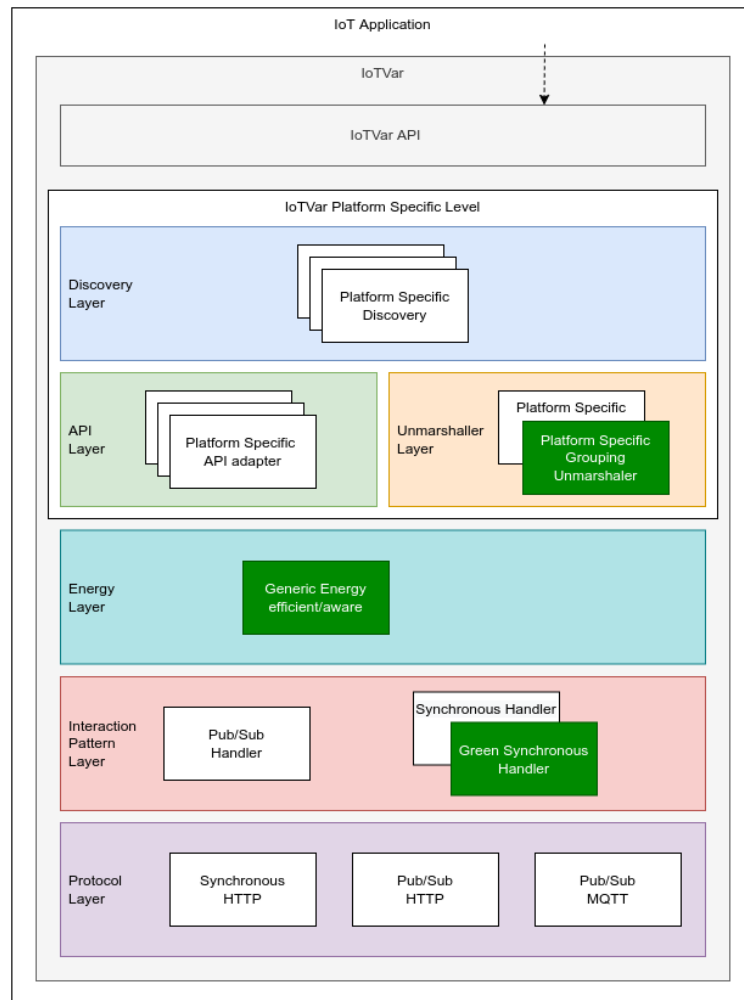 IoT Application
IoTVar
IoTVar API
IoTVar Platform Specific Level
Discovery
Layer
Platform Specific
Discovery
API
Layer
Platform Specific
API adapter
Unmarshaller
Layer
Platform Specific
Platform Specific
Grouping
Unmarshaler
Energy
Layer
Generic Energy
efficient/aware
Interaction
Pattern
Layer
Pub/Sub
Handler
Synchronous Handler
Green Synchronous
Handler
Protocol
Layer
Synchronous
HTTP
Pub/Sub
HTTP
Pub/Sub
MQTT